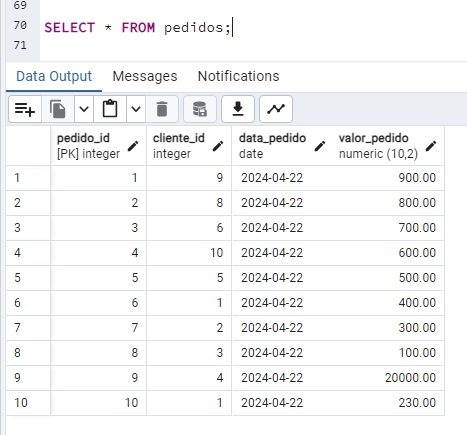 69
70 SELECT * FROM pedidos;
71
Data Output Messages Notifications
pedido_id cliente_id data_pedido valor_pedido
[PK] integer integer date numeric (10,2)
1 1 9 2024-04-22 900.00
2 2 8 2024-04-22 800.00
3 3 6 2024-04-22 700.00
4 4 10 2024-04-22 600.00
5 5 5 2024-04-22 500.00
6 6 1 2024-04-22 400.00
7 7 2 2024-04-22 300.00
8 8 3 2024-04-22 100.00
9 9 4 2024-04-22 20000.00
10 10 1 2024-04-22 230.00